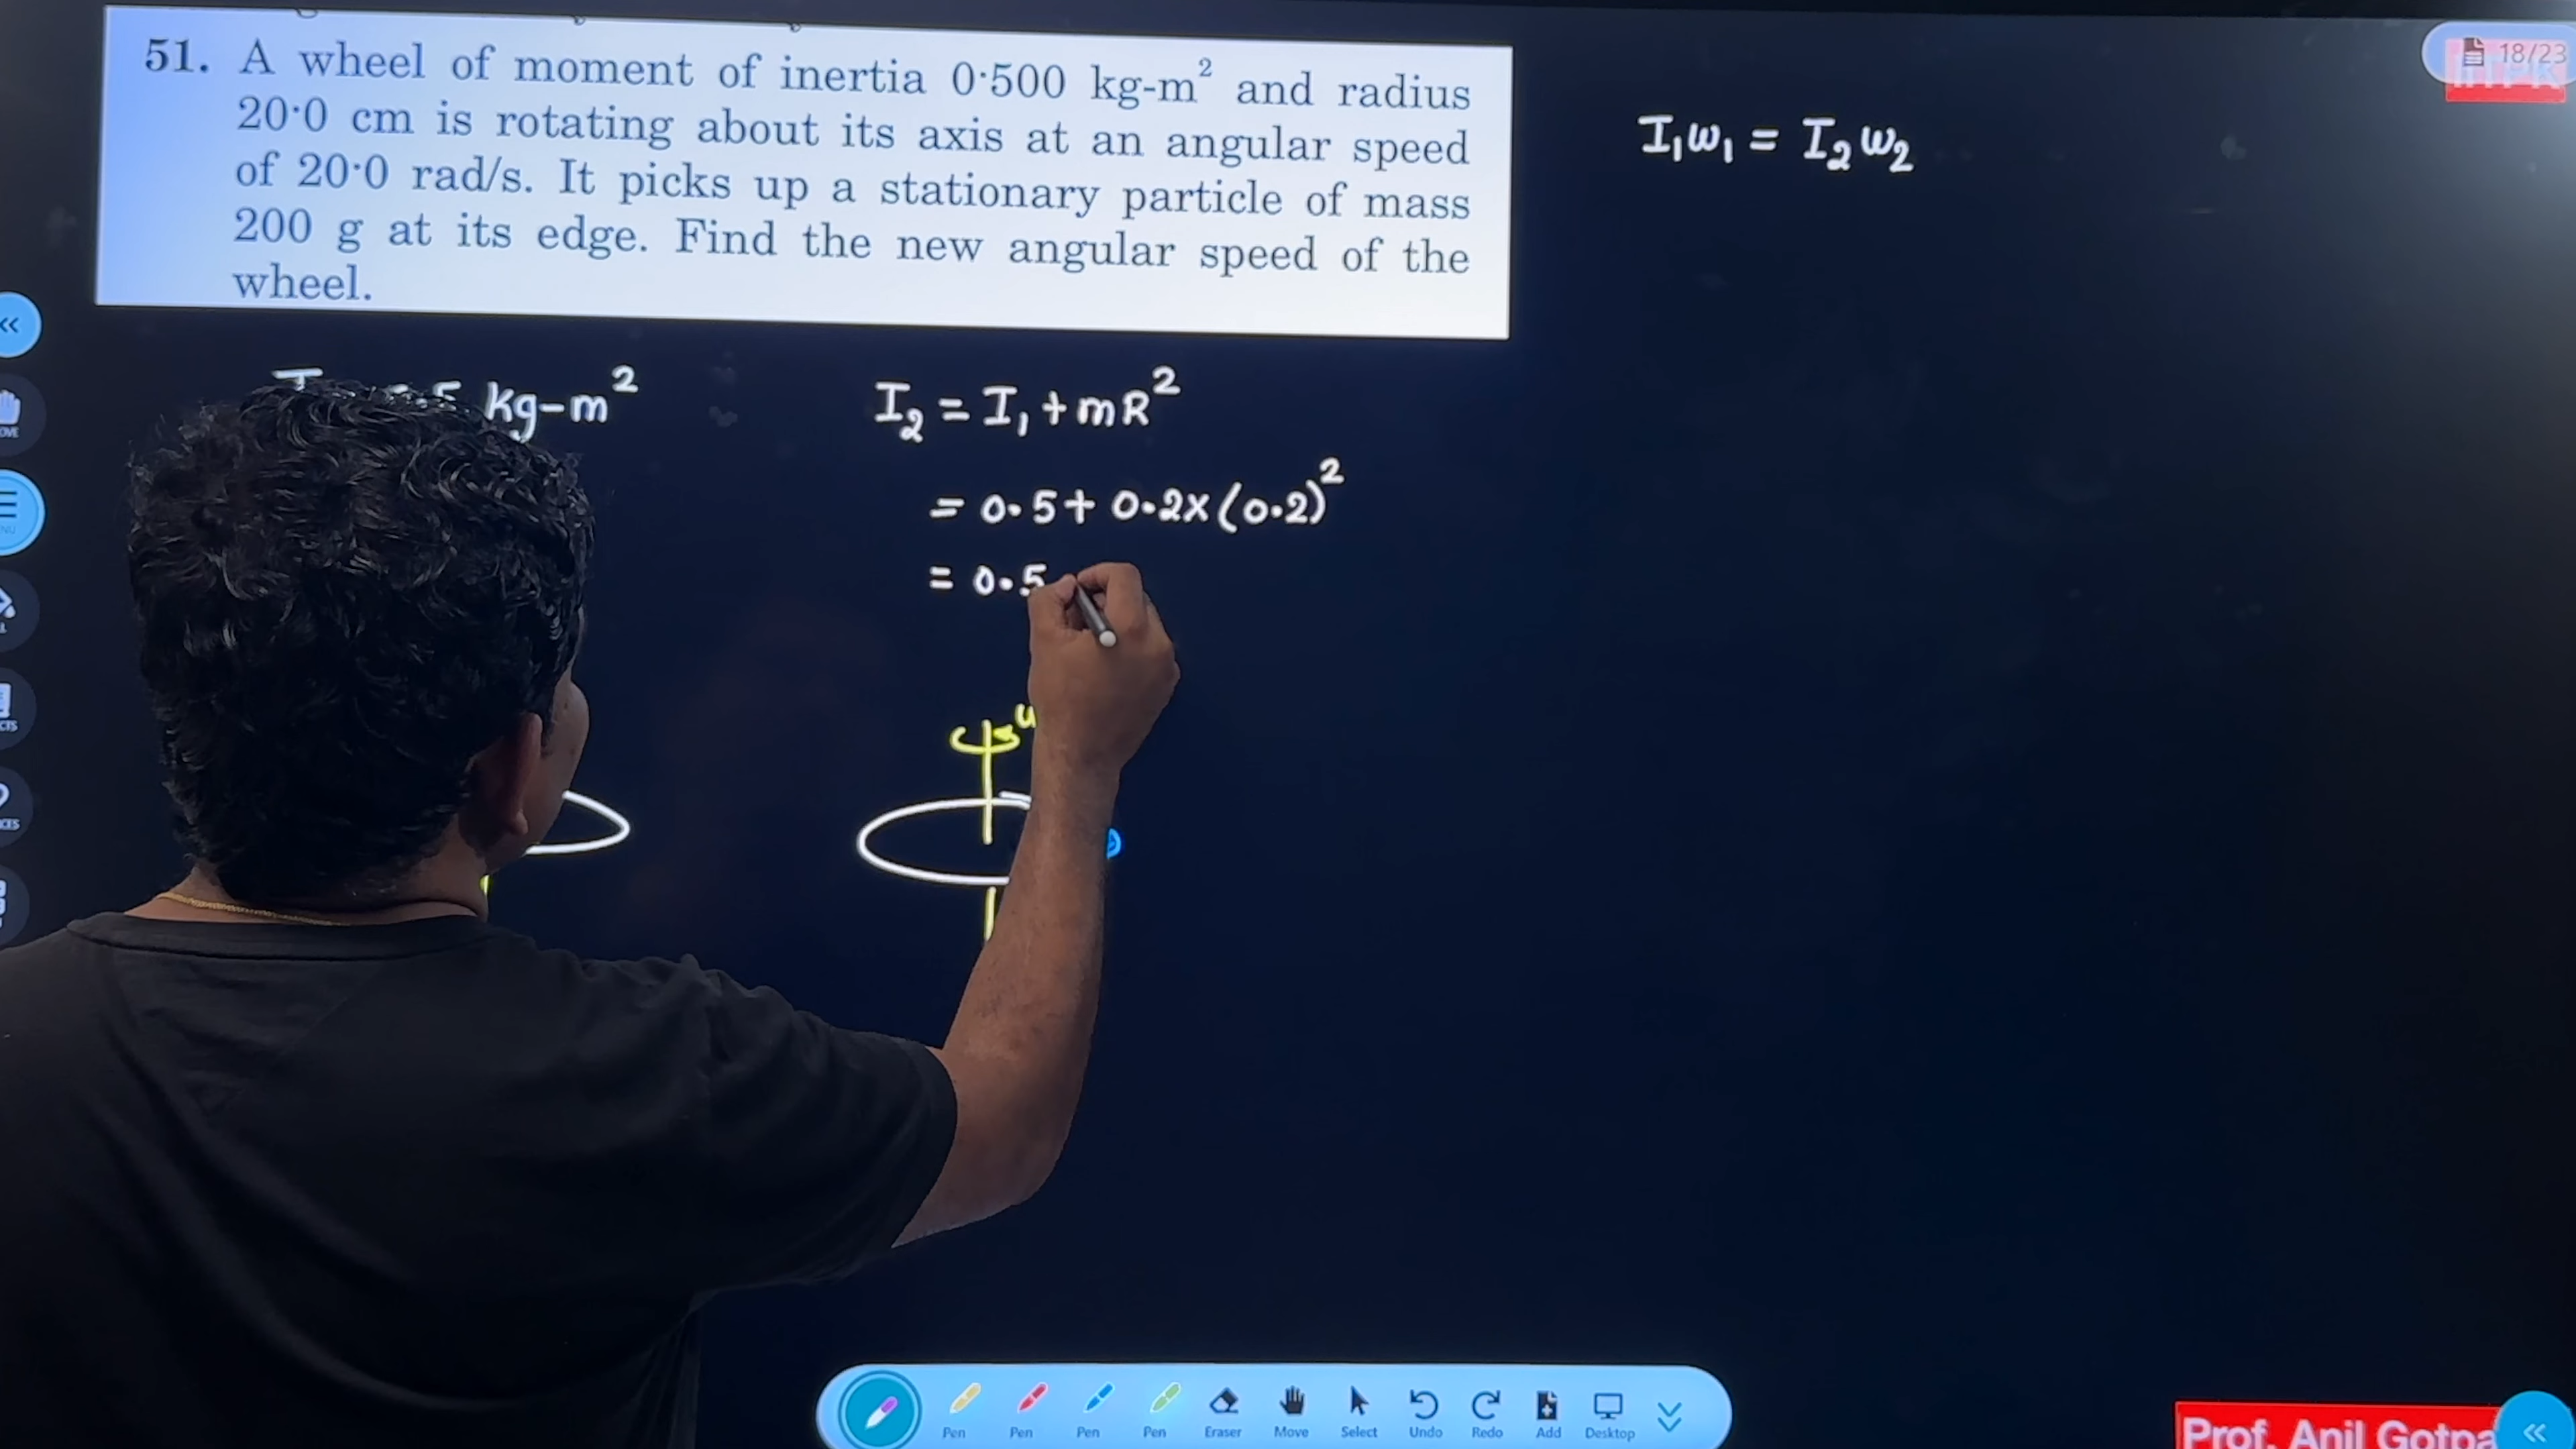 51. A wheel of moment of inertia 0·500 kg-m² and radius
20·0 cm is rotating about its axis at an angular speed
of 20·0 rad/s. It picks up a stationary particle of mass
200 g at its edge. Find the new angular speed of the
wheel.
18/23
I₁ω₁ = I₂ω₂
kg-m²
I₂ = I₁ + mR²
= 0.5 + 0.2x(0.2)²
= 0.5
Pen
Pen
Pen
Pen
Eraser
Move
Select
Undo
Redo
Add
Desktop
Prof. Anil